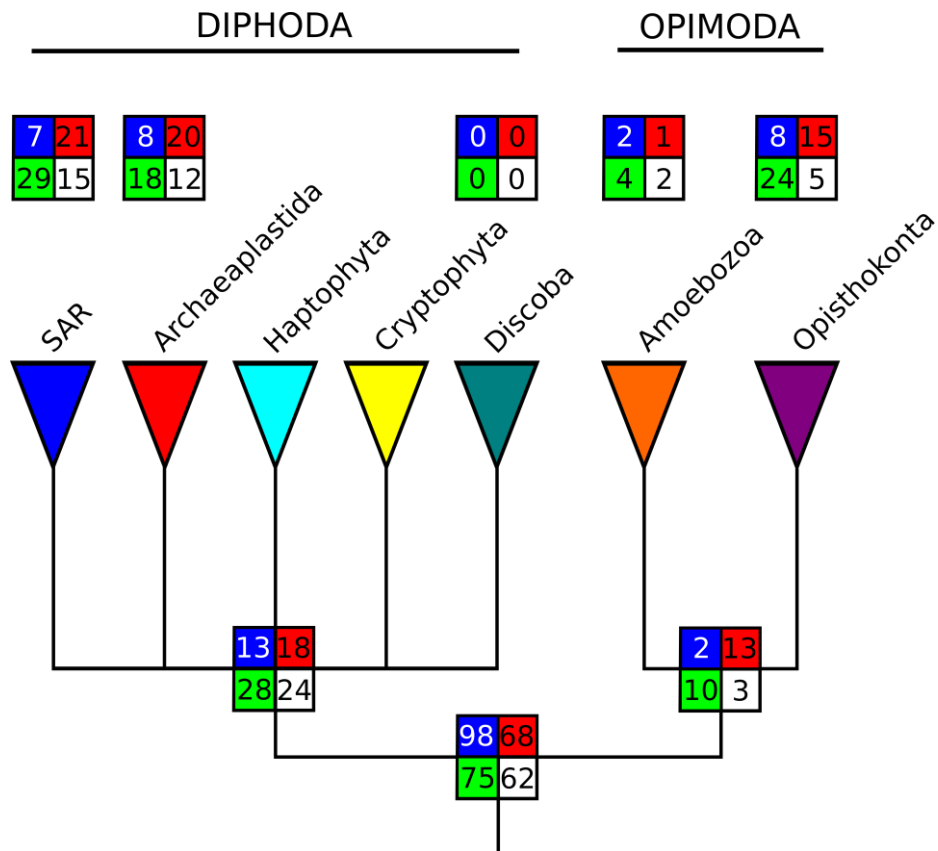 DIPHODA OPIMODA
7 21 8 20 0 0 2 1 8 15
29 15 18 12 0 0 4 2 24 5
SAR Archaeaplastida Haptophyta Cryptophyta Discoba Amoebozoa Opisthokonta
13 18 2 13
28 24 10 3
98 68
75 62